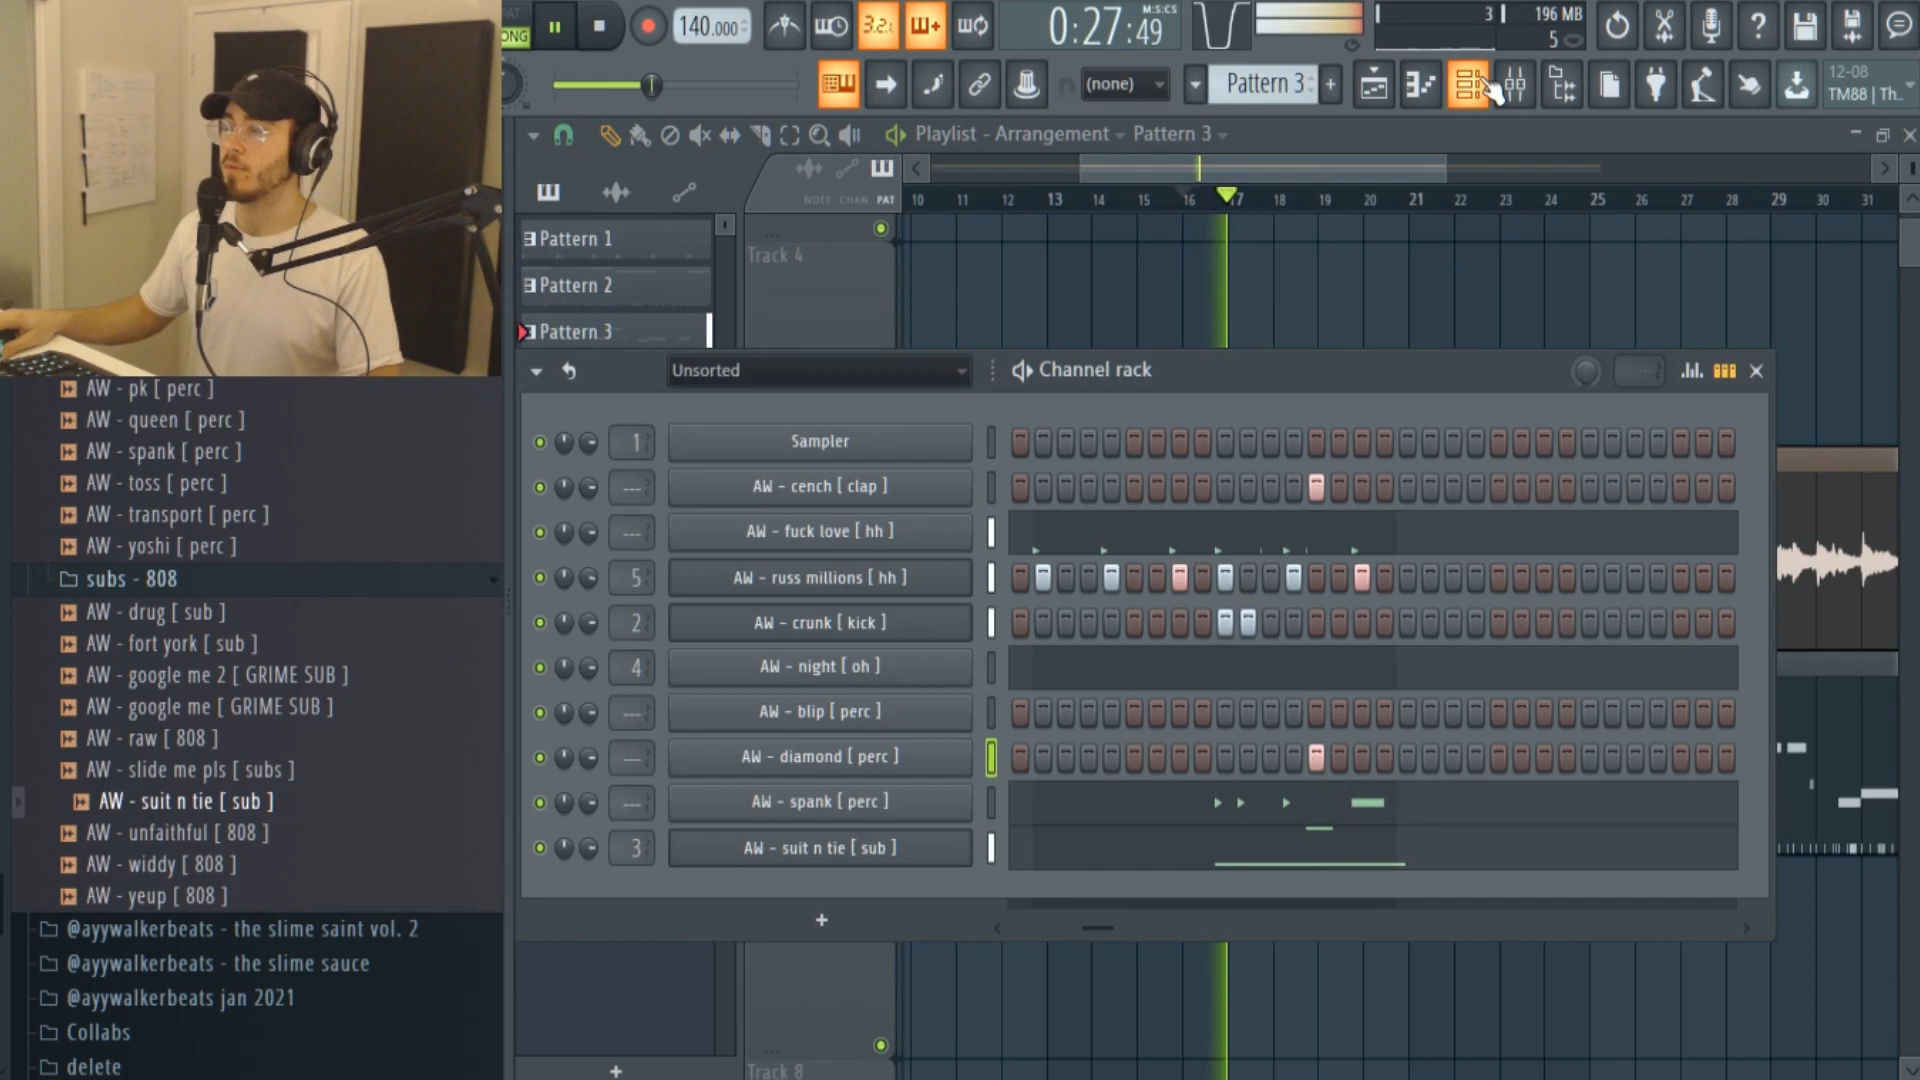 PAT
ONG
140.000
3.2.
0:27:49
M:S:CS
3
196 MB
5
(none)
Pattern 3
+
12-08
TM88 | Th..
Playlist - Arrangement
Pattern 3
NOTE CHAN PAT
10 11 12 13 14 15 16 17 18 19 20 21 22 23 24 25 26 27 28 29 30 31
Pattern 1
Pattern 2
Pattern 3
Track 4
Unsorted
Channel rack
1 Sampler
--- AW - cench [ clap ]
--- AW - fuck love [ hh ]
5 AW - russ millions [ hh ]
2 AW - crunk [ kick ]
4 AW - night [ oh ]
--- AW - blip [ perc ]
--- AW - diamond [ perc ]
--- AW - spank [ perc ]
3 AW - suit n tie [ sub ]
+
+
Track 8
AW - pk [ perc ]
AW - queen [ perc ]
AW - spank [ perc ]
AW - toss [ perc ]
AW - transport [ perc ]
AW - yoshi [ perc ]
subs - 808
AW - drug [ sub ]
AW - fort york [ sub ]
AW - google me 2 [ GRIME SUB ]
AW - google me [ GRIME SUB ]
AW - raw [ 808 ]
AW - slide me pls [ subs ]
AW - suit n tie [ sub ]
AW - unfaithful [ 808 ]
AW - widdy [ 808 ]
AW - yeup [ 808 ]
@ayywalkerbeats - the slime saint vol. 2
@ayywalkerbeats - the slime sauce
@ayywalkerbeats jan 2021
Collabs
delete